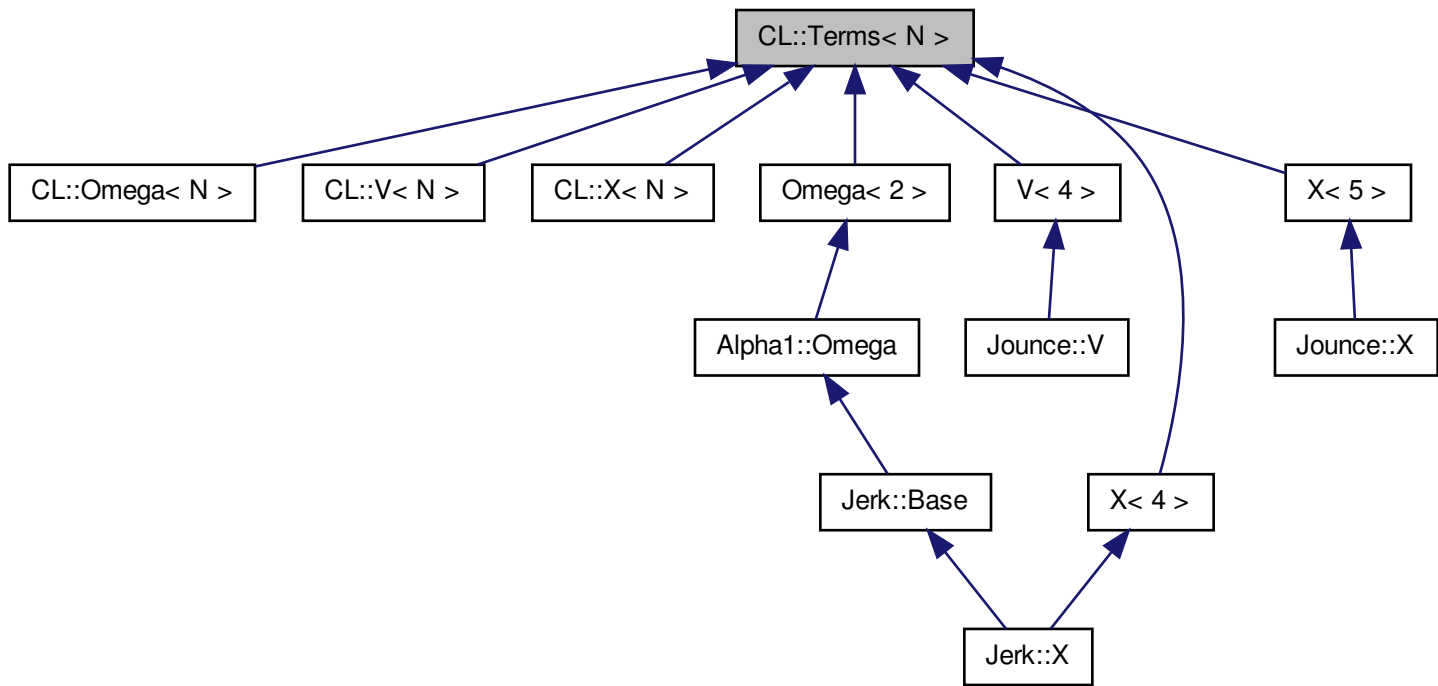 CL::Terms< N >
CL::Omega< N >
CL::V< N >
CL::X< N >
Omega< 2 >
V< 4 >
X< 5 >
Alpha1::Omega
Jounce::V
Jounce::X
Jerk::Base
X< 4 >
Jerk::X